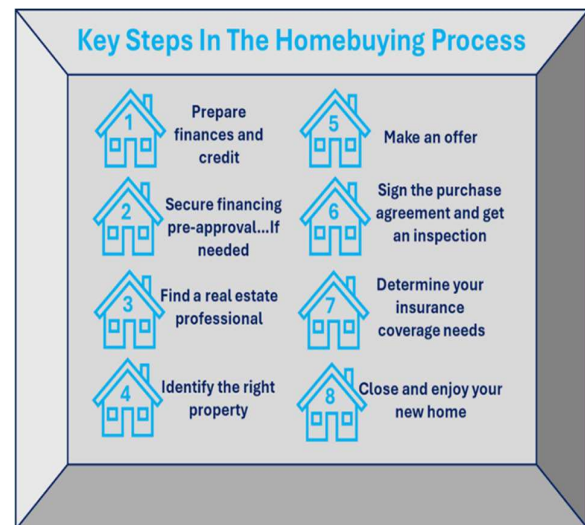 Key Steps In The Homebuying Process
1
Prepare
finances and
credit
2
Secure financing
pre-approval...If
needed
3
Find a real estate
professional
4
Identify the right
property
5
Make an offer
6
Sign the purchase
agreement and get
an inspection
7
Determine your
insurance
coverage needs
8
Close and enjoy your
new home